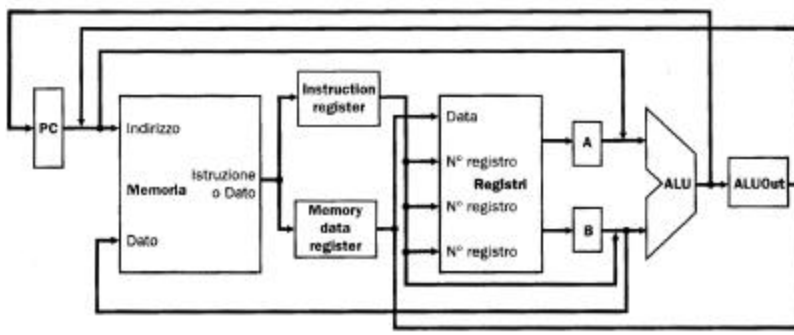 PC
Indirizzo
Istruzione
o Dato
Memoria
Dato
Instruction
register
Memory
data
register
Data
N° registro
Registri
N° registro
N° registro
A
B
ALU
ALUOut